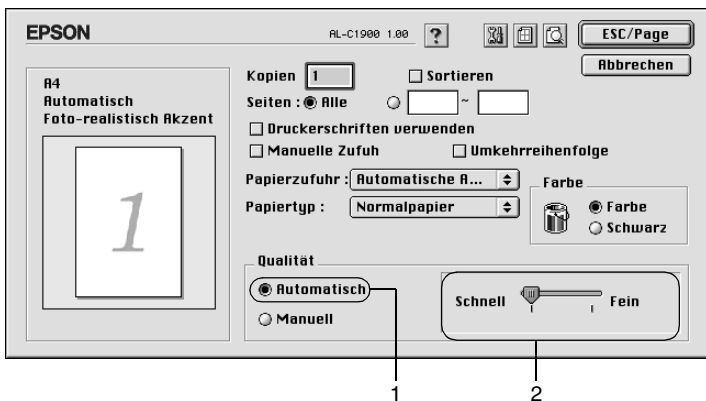 EPSON
AL-C1900 1.00
?
ESC/Page
Abbrechen
A4
Automatisch
Foto-realistisch Akzent
1
Kopien 1
Sortieren
Seiten : Alle ~
Druckerschriften verwenden
Manuelle Zufuh
Umkehrreihenfolge
Papierzufuhr : Automatische A...
Papiertyp : Normalpapier
Farbe
Farbe
Schwarz
Qualität
Automatisch
Manuell
Schnell
Fein
1
2